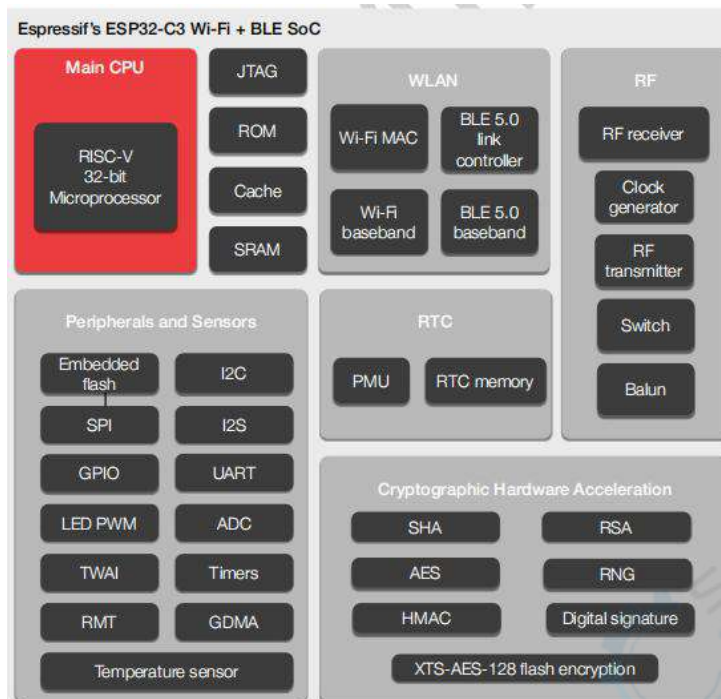 Espressif's ESP32-C3 Wi-Fi + BLE SoC
Main CPU
RISC-V
32-bit
Microprocessor
JTAG
ROM
Cache
SRAM
WLAN
Wi-Fi MAC
BLE 5.0
link
controller
Wi-Fi
baseband
BLE 5.0
baseband
RF
RF receiver
Clock
generator
RF
transmitter
Switch
Balun
Peripherals and Sensors
Embedded
flash
I2C
SPI
I2S
GPIO
UART
LED PWM
ADC
TWAI
Timers
RMT
GDMA
Temperature sensor
RTC
PMU
RTC memory
Cryptographic Hardware Acceleration
SHA
RSA
AES
RNG
HMAC
Digital signature
XTS-AES-128 flash encryption